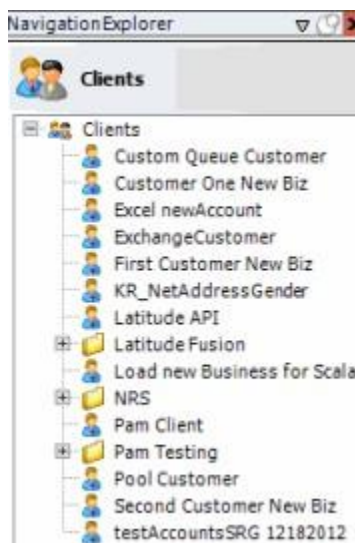 NavigationExplorer
Clients
Clients
Custom Queue Customer
Customer One New Biz
Excel newAccount
ExchangeCustomer
First Customer New Biz
KR_NetAddressGender
Latitude API
Latitude Fusion
Load new Business for Scala
NRS
Pam Client
Pam Testing
Pool Customer
Second Customer New Biz
testAccountsSRG 12182012